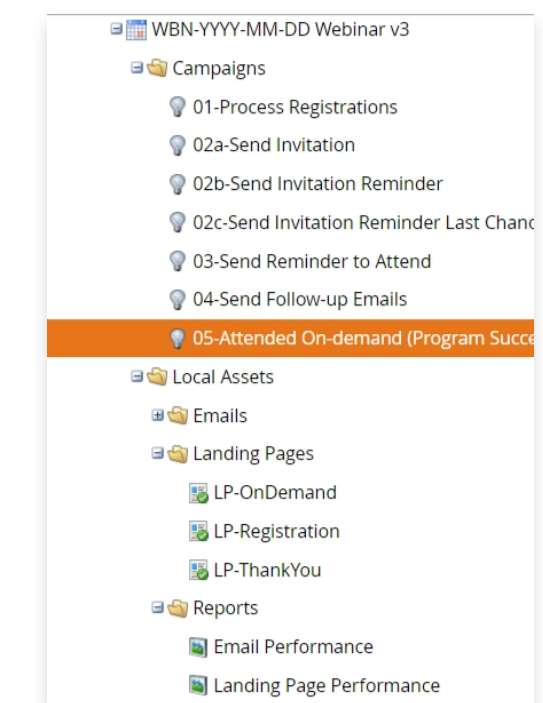 WBN-YYYY-MM-DD Webinar v3
Campaigns
01-Process Registrations
02a-Send Invitation
02b-Send Invitation Reminder
02c-Send Invitation Reminder Last Chanc
03-Send Reminder to Attend
04-Send Follow-up Emails
05-Attended On-demand (Program Succe
Local Assets
Emails
Landing Pages
LP-OnDemand
LP-Registration
LP-ThankYou
Reports
Email Performance
Landing Page Performance